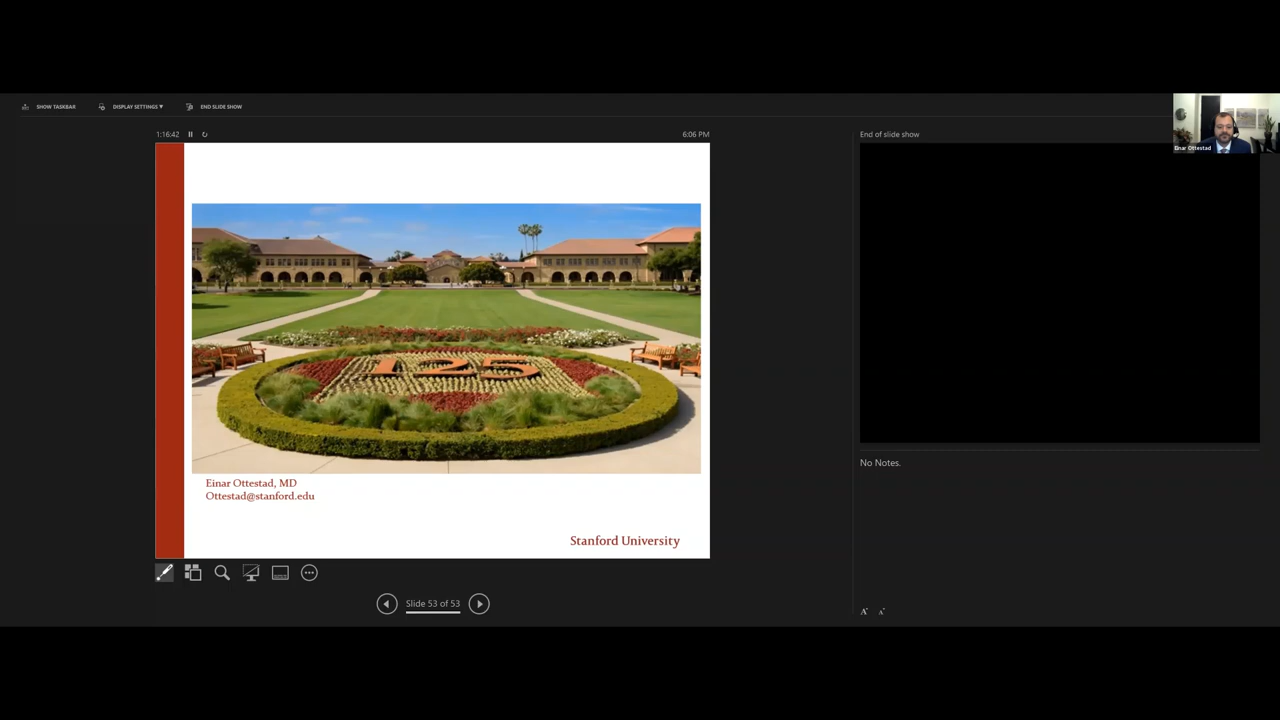 SHOW TASKBAR
DISPLAY SETTINGS ▼
END SLIDE SHOW
1:16:42
6:06 PM
End of slide show
Einar Ottestad
125
Einar Ottestad, MD
Ottestad@stanford.edu
Stanford University
No Notes.
Slide 53 of 53
A
A